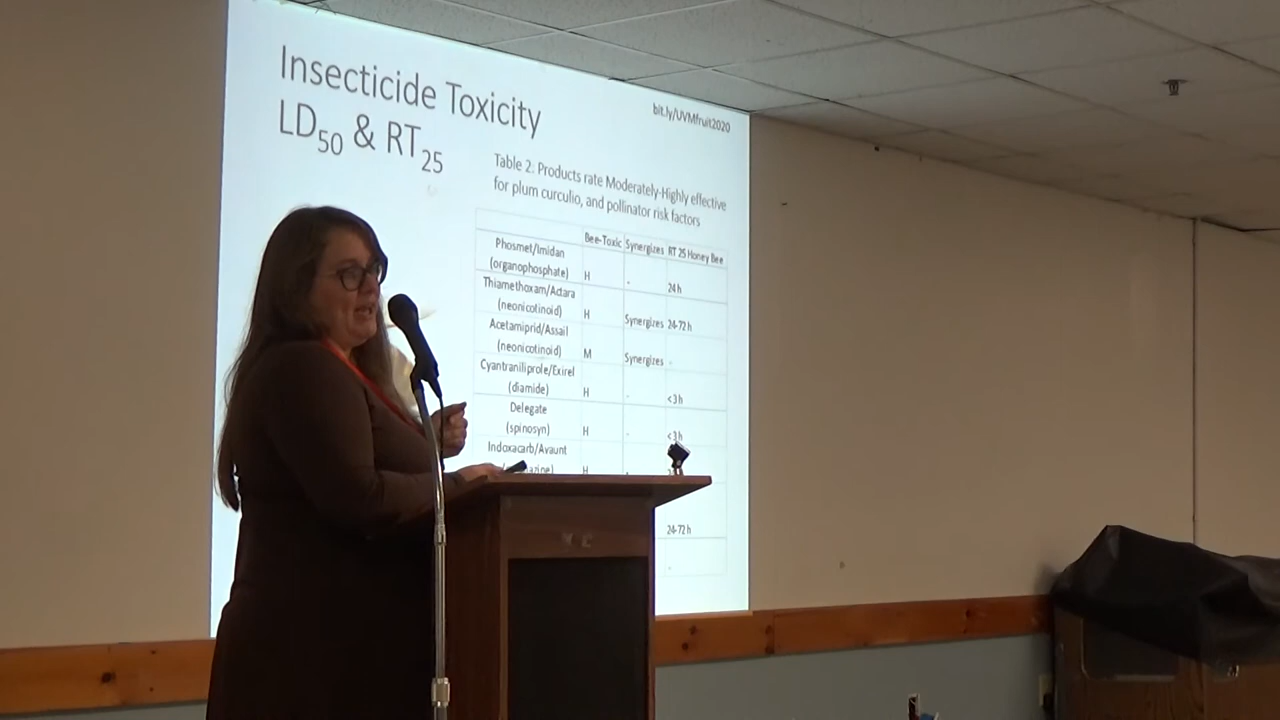 Insecticide Toxicity
LD50 & RT25
bit.ly/UVMfruit2020
Table 2. Products rate Moderately-Highly effective
for plum curculio, and pollinator risk factors
Bee-Toxic Synergizes RT 25 Honey Bee
Phosmet/Imidan
(organophosphate) H - 24 h
Thiamethoxam/Actara
(neonicotinoid) H Synergizes 24-72 h
Acetamiprid/Assail
(neonicotinoid) M Synergizes -
Cyantraniliprole/Exirel
(diamide) H - <3 h
Delegate
(spinosyn) H - <3 h
Indoxacarb/Avaunt
H -
24-72 h